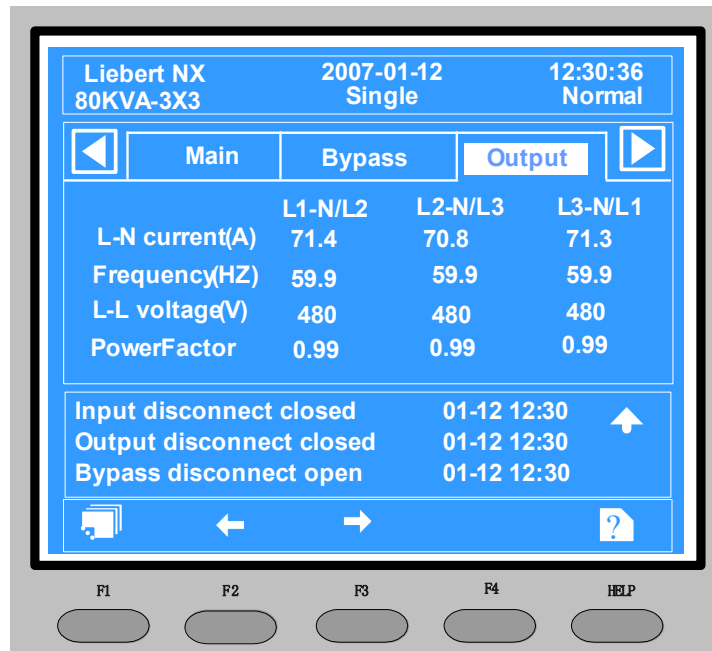 Liebert NX 2007-01-12 12:30:36
80KVA-3X3 Single Normal
Main Bypass Output
L1-N/L2 L2-N/L3 L3-N/L1
L-N current(A) 71.4 70.8 71.3
Frequency(HZ) 59.9 59.9 59.9
L-L voltage(V) 480 480 480
PowerFactor 0.99 0.99 0.99
Input disconnect closed 01-12 12:30
Output disconnect closed 01-12 12:30
Bypass disconnect open 01-12 12:30
?
F1 F2 F3 F4 HELP